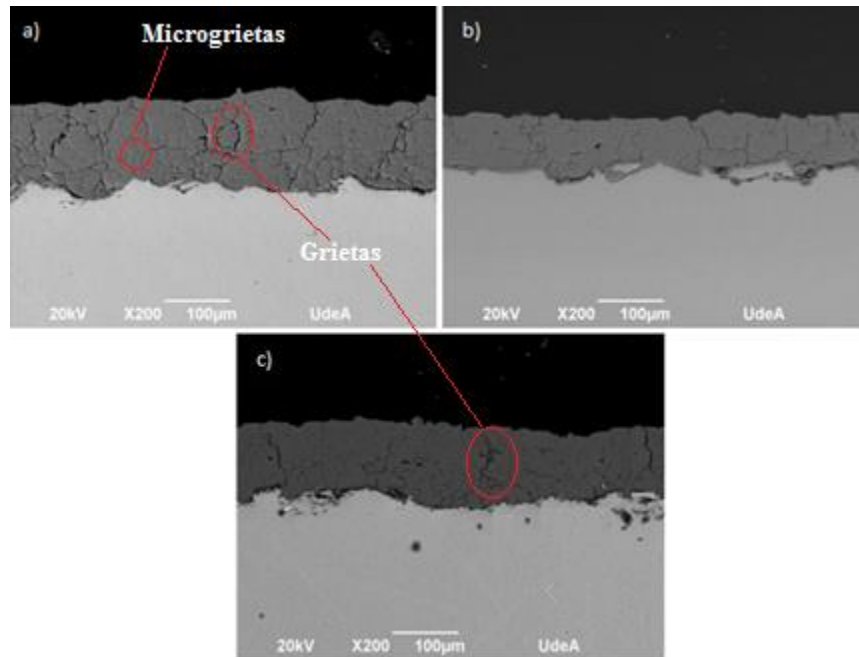 a)
Microgrietas
b)
Grietas
20kV X200 100µm UdeA
20kV X200 100µm UdeA
c)
20kV X200 100µm UdeA